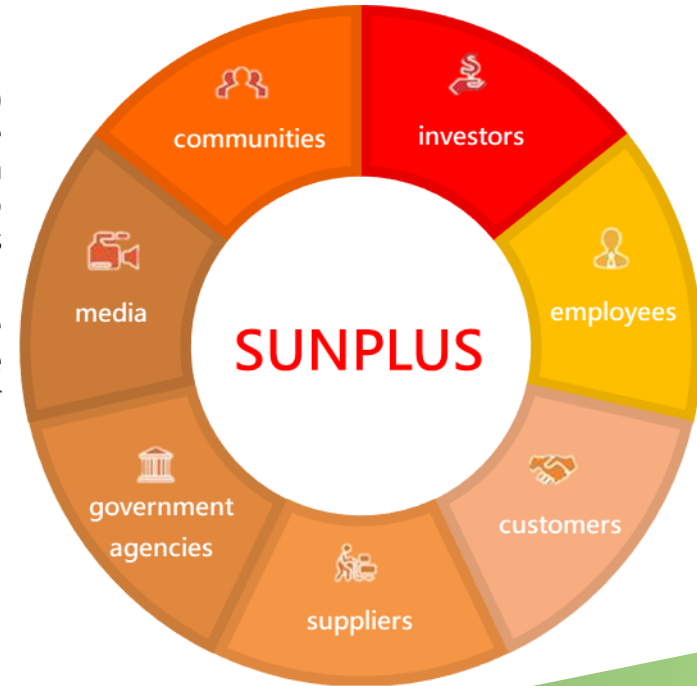 communities
investors
media
SUNPLUS
employees
government
agencies
customers
suppliers